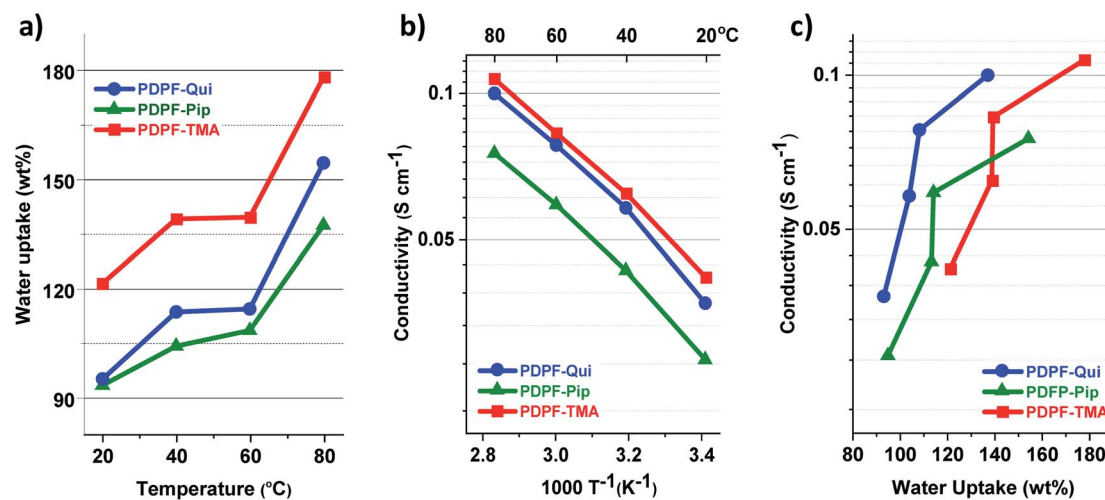 a)
180
150
120
90
Water uptake (wt%)
PDPF-Qui
PDPF-Pip
PDPF-TMA
20 40 60 80
Temperature (°C)
b)
80 60 40 20°C
0.1
0.05
Conductivity (S cm⁻¹)
PDPF-Qui
PDPF-Pip
PDPF-TMA
2.8 3.0 3.2 3.4
1000 T⁻¹(K⁻¹)
c)
0.1
0.05
Conductivity (S cm⁻¹)
PDPF-Qui
PDFP-Pip
PDPF-TMA
80 100 120 140 160 180
Water Uptake (wt%)